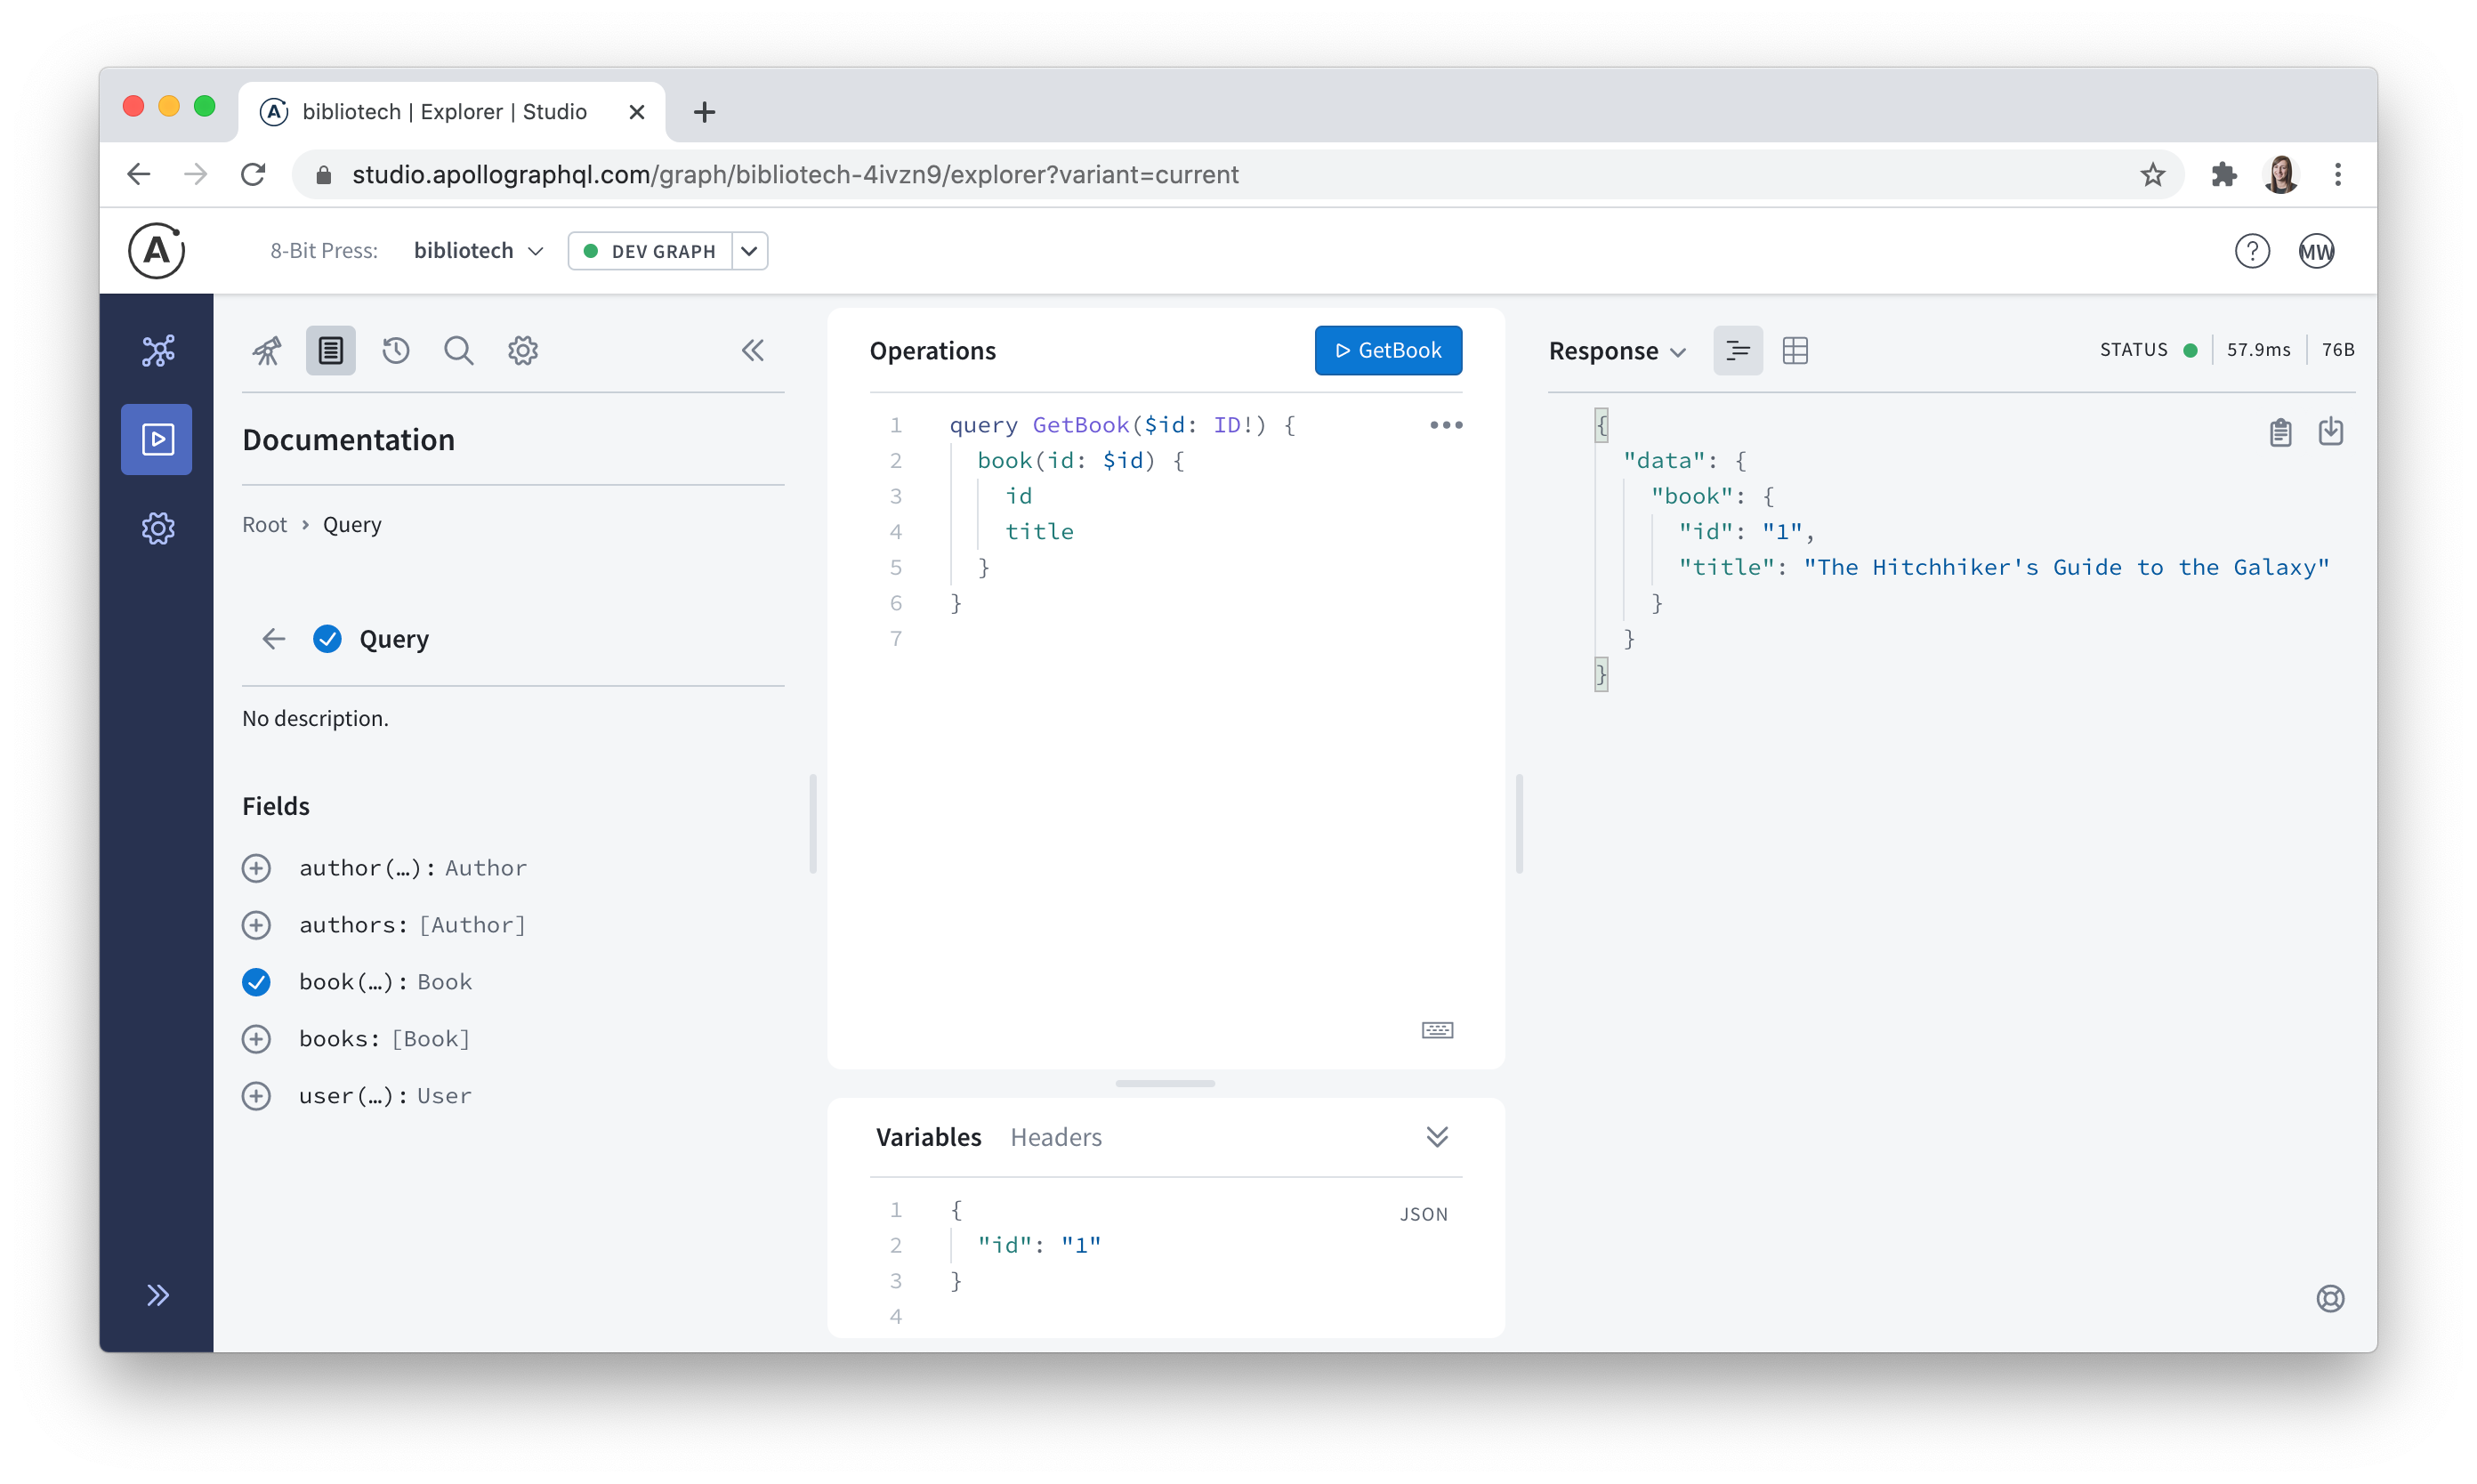 bibliotech | Explorer | Studio
studio.apollographql.com/graph/bibliotech-4ivzn9/explorer?variant=current
A
8-Bit Press: bibliotech DEV GRAPH
? MW
Documentation
Root › Query
Query
No description.
Fields
author(…): Author
authors: [Author]
book(…): Book
books: [Book]
user(…): User
Operations
GetBook
1 query GetBook($id: ID!) {
2 book(id: $id) {
3 id
4 title
5 }
6 }
7
Variables Headers
JSON
1 {
2 "id": "1"
3 }
4
Response
STATUS 57.9ms 76B
{
"data": {
"book": {
"id": "1",
"title": "The Hitchhiker's Guide to the Galaxy"
}
}
}